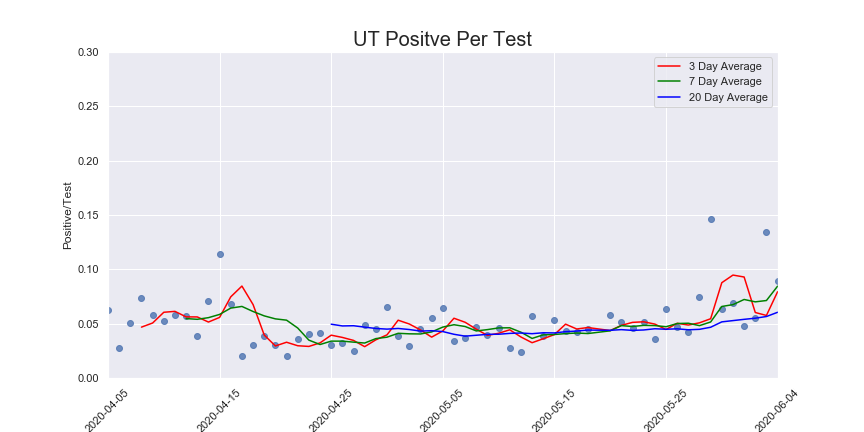 UT Positve Per Test
0.30
0.25
0.20
0.15
0.10
0.05
0.00
Positive/Test
3 Day Average
7 Day Average
20 Day Average
2020-04-05
2020-04-15
2020-04-25
2020-05-05
2020-05-15
2020-05-25
2020-06-04